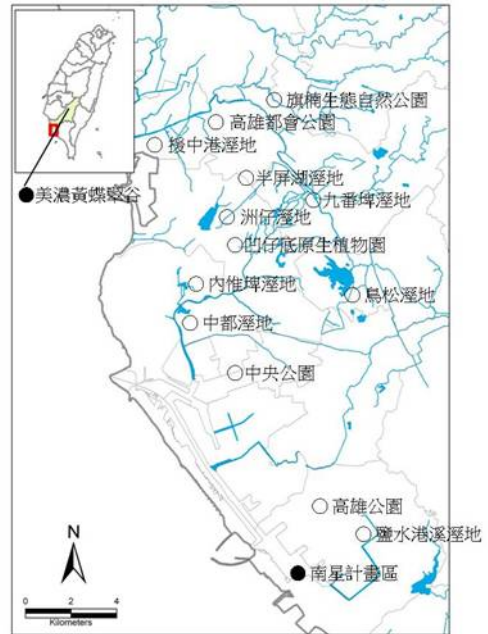 旗楠生態自然公園
高雄都會公園
援中港溼地
半屏湖溼地
美濃黃蝶翠谷
九番埤溼地
洲仔溼地
凹仔底原生植物園
內惟埤溼地
鳥松溼地
中都溼地
中央公園
高雄公園
鹽水港溪溼地
N
南星計畫區
0 2 4
Kilometers